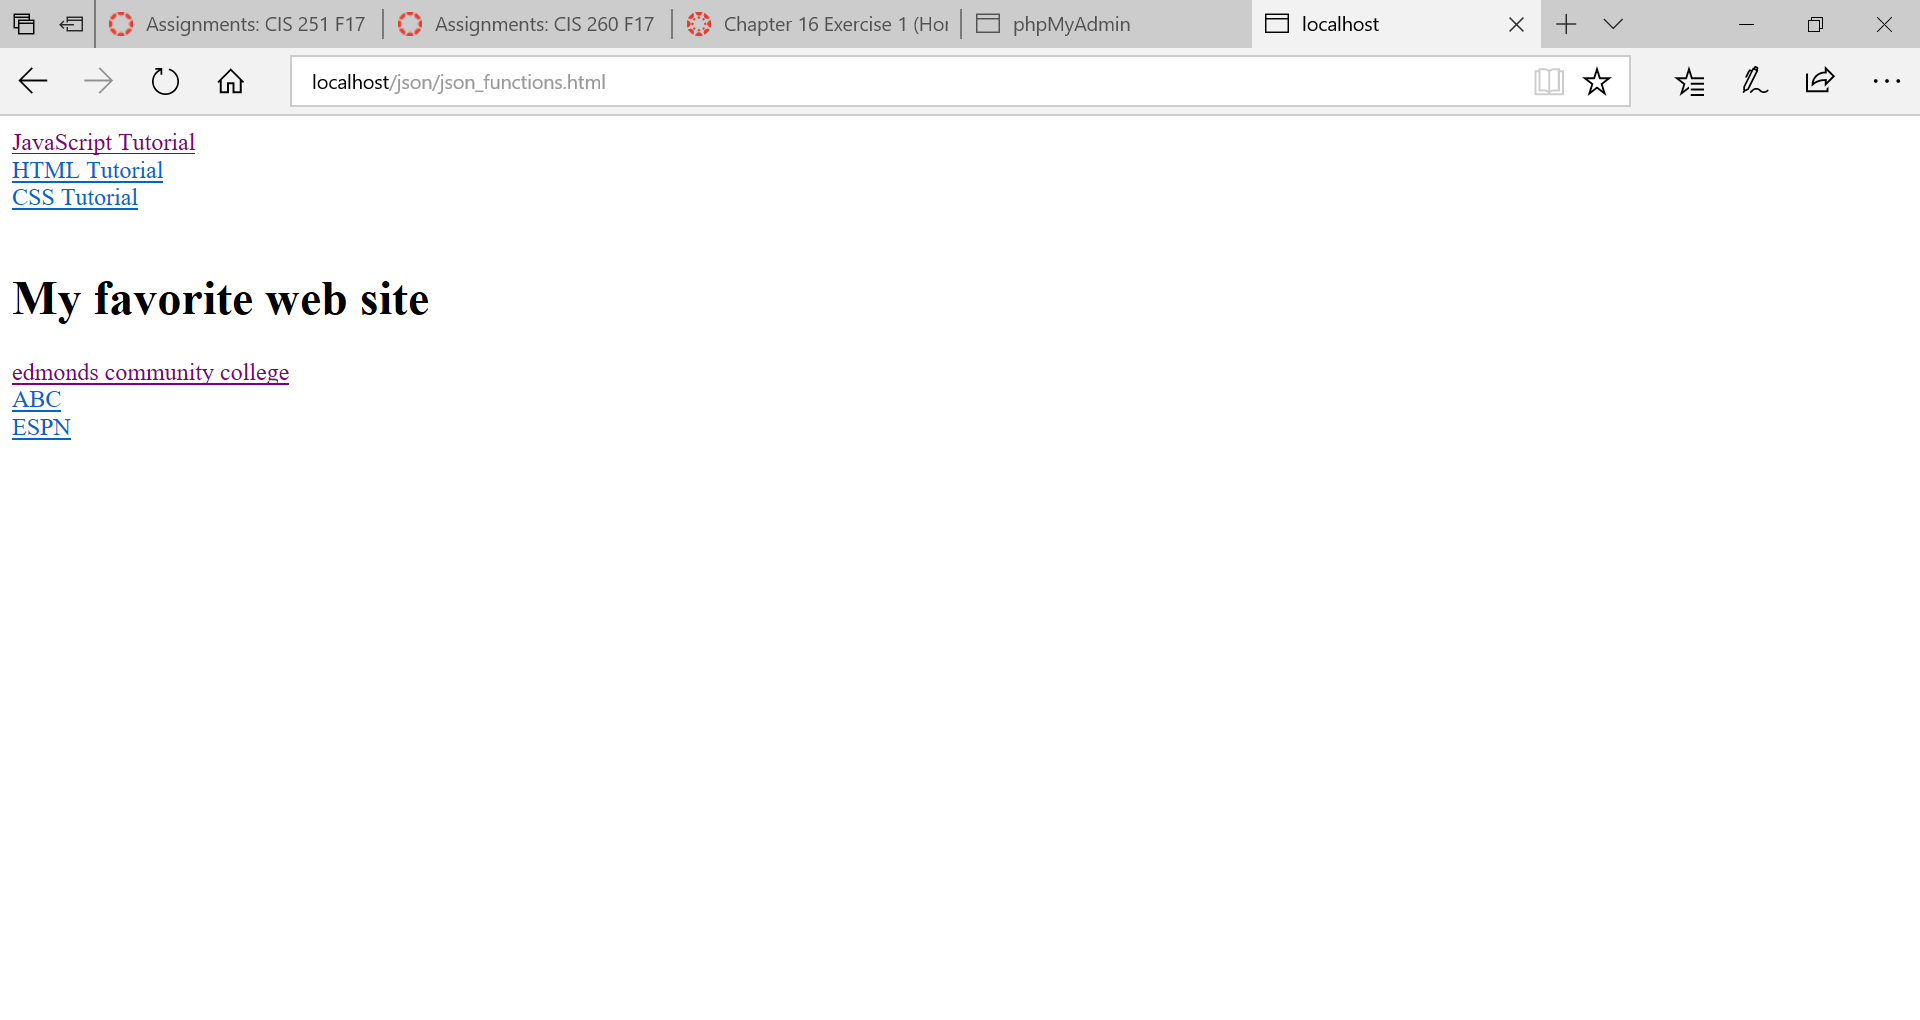 Assignments: CIS 251 F17
Assignments: CIS 260 F17
Chapter 16 Exercise 1 (Hor
phpMyAdmin
localhost
localhost/json/json_functions.html
JavaScript Tutorial
HTML Tutorial
CSS Tutorial
My favorite web site
edmonds community college
ABC
ESPN